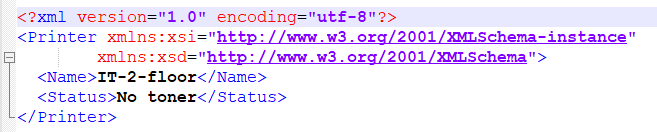 <?xml version="1.0" encoding="utf-8"?>
<Printer xmlns:xsi="http://www.w3.org/2001/XMLSchema-instance"
xmlns:xsd="http://www.w3.org/2001/XMLSchema">
<Name>IT-2-floor</Name>
<Status>No toner</Status>
</Printer>